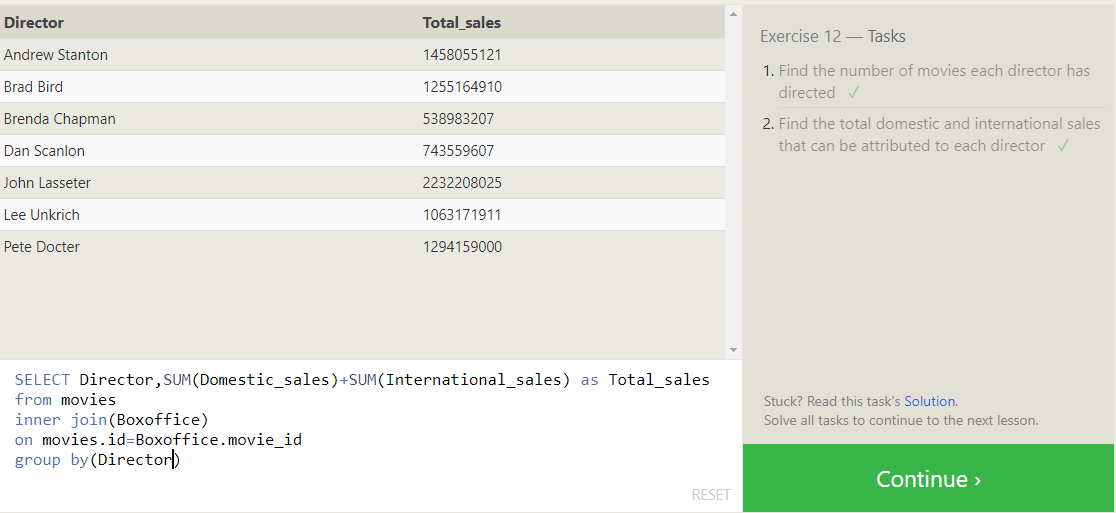 Director Total_sales
Andrew Stanton 1458055121
Brad Bird 1255164910
Brenda Chapman 538983207
Dan Scanlon 743559607
John Lasseter 2232208025
Lee Unkrich 1063171911
Pete Docter 1294159000
SELECT Director,SUM(Domestic_sales)+SUM(International_sales) as Total_sales
from movies
inner join(Boxoffice)
on movies.id=Boxoffice.movie_id
group by(Director)
RESET
Exercise 12 — Tasks
1. Find the number of movies each director has
directed ✓
2. Find the total domestic and international sales
that can be attributed to each director ✓
Stuck? Read this task's Solution.
Solve all tasks to continue to the next lesson.
Continue ›